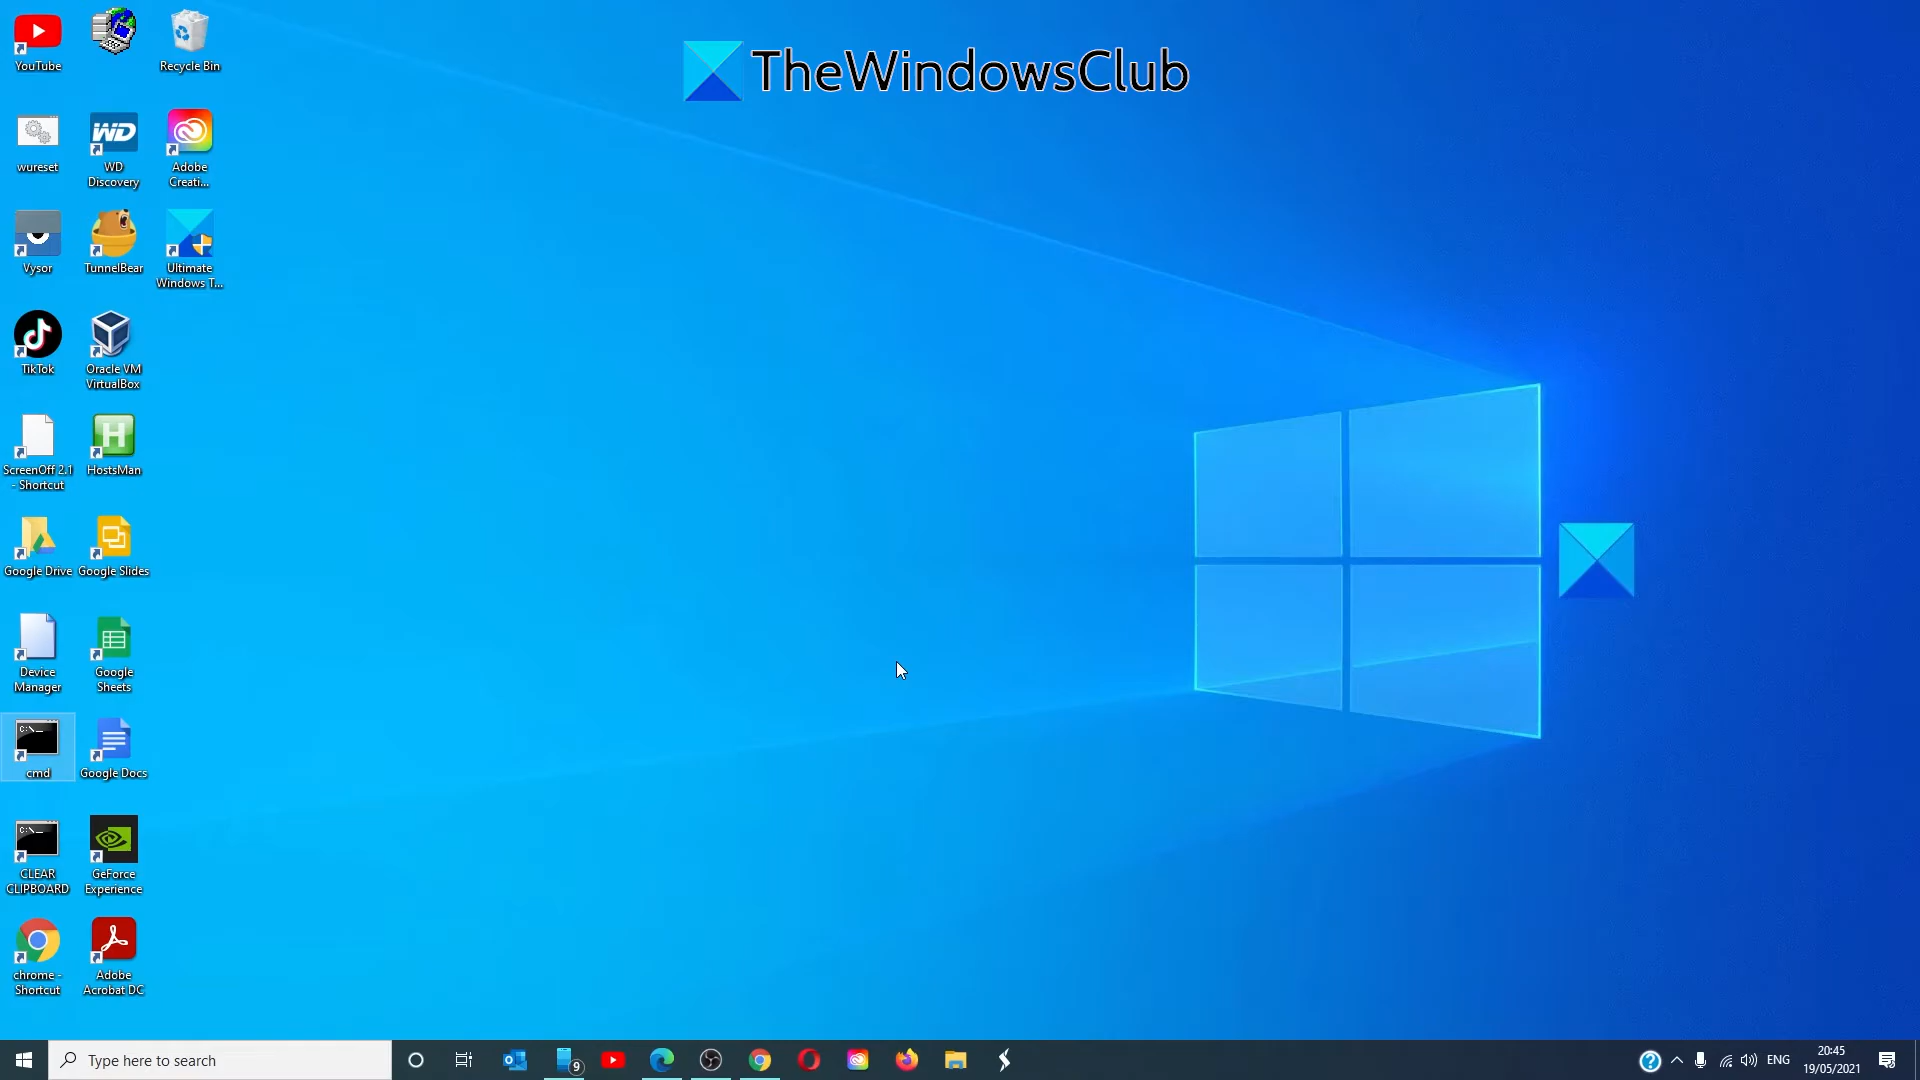 TheWindowsClub
YouTube
Recycle Bin
wureset
WD
Discovery
Adobe
Creati...
Vysor
TunnelBear
Ultimate
Windows T...
TikTok
Oracle VM
VirtualBox
ScreenOff 2.1
- Shortcut
HostsMan
Google Drive
Google Slides
Device
Manager
Google
Sheets
C:\_
cmd
Google Docs
C:\_
CLEAR
CLIPBOARD
GeForce
Experience
chrome -
Shortcut
Adobe
Acrobat DC
Type here to search
9
ENG
20:45
19/05/2021